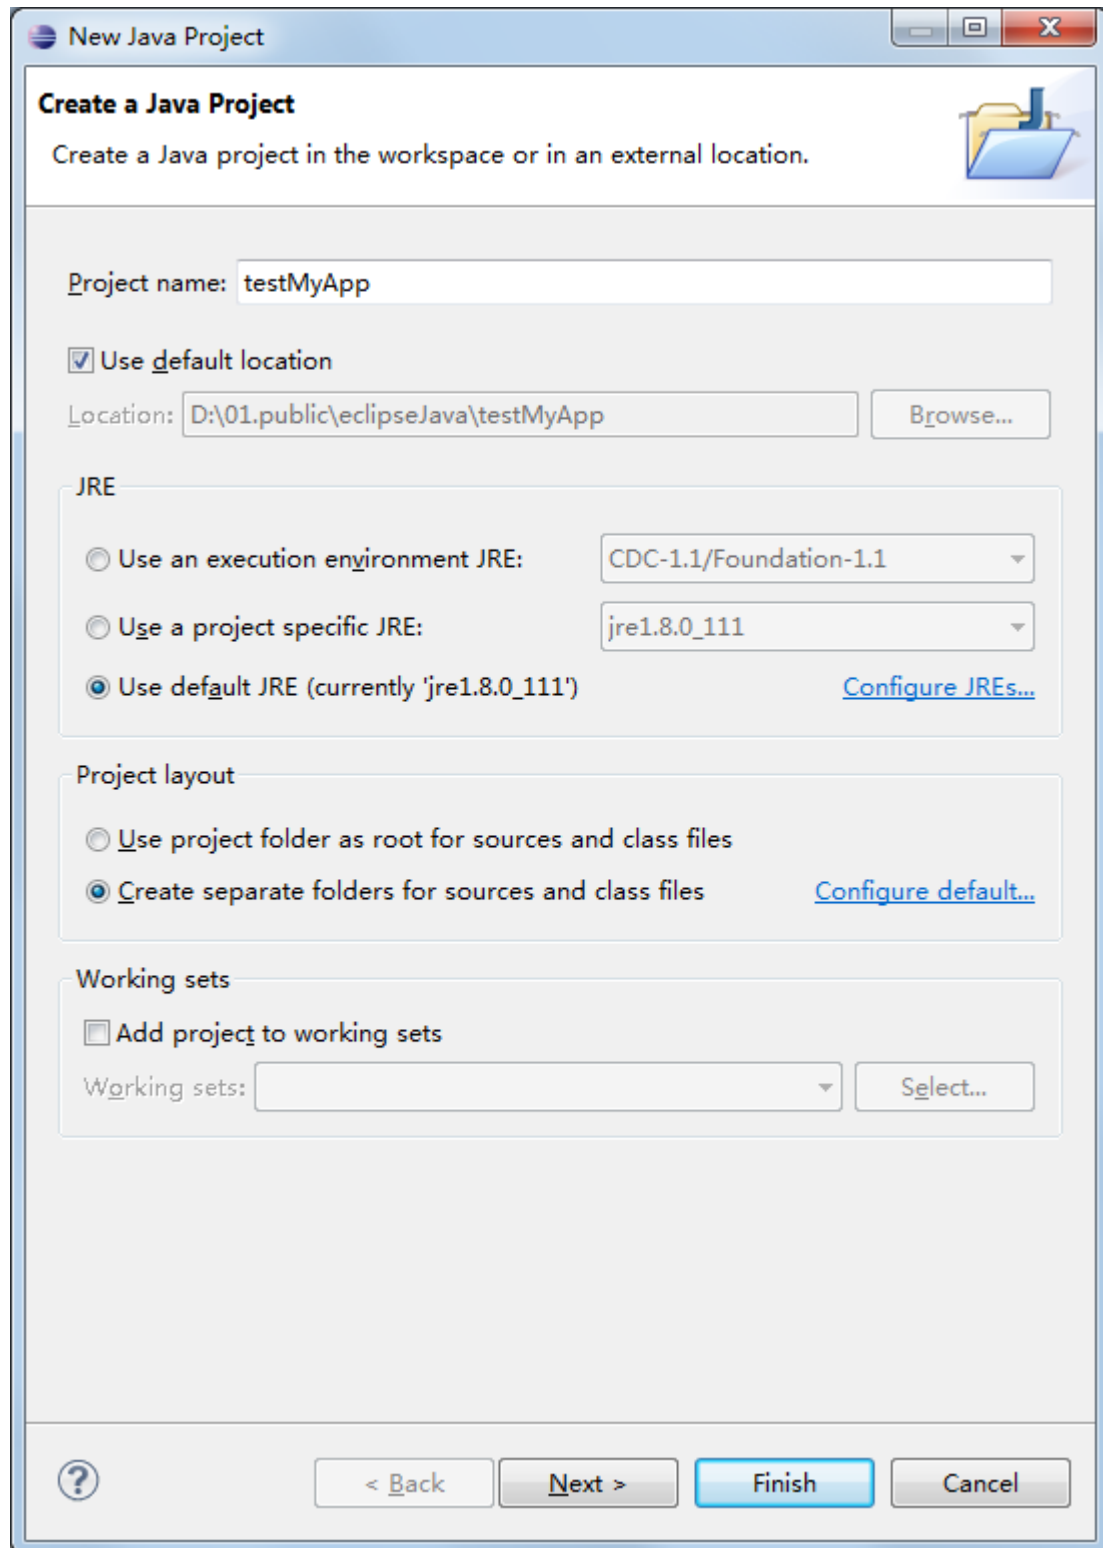 New Java Project
Create a Java Project
Create a Java project in the workspace or in an external location.
Project name: testMyApp
Use default location
Location: D:\01.public\eclipseJava\testMyApp Browse...
JRE
Use an execution environment JRE: CDC-1.1/Foundation-1.1
Use a project specific JRE: jre1.8.0_111
Use default JRE (currently 'jre1.8.0_111') Configure JREs...
Project layout
Use project folder as root for sources and class files
Create separate folders for sources and class files Configure default...
Working sets
Add project to working sets
Working sets: Select...
? < Back Next > Finish Cancel